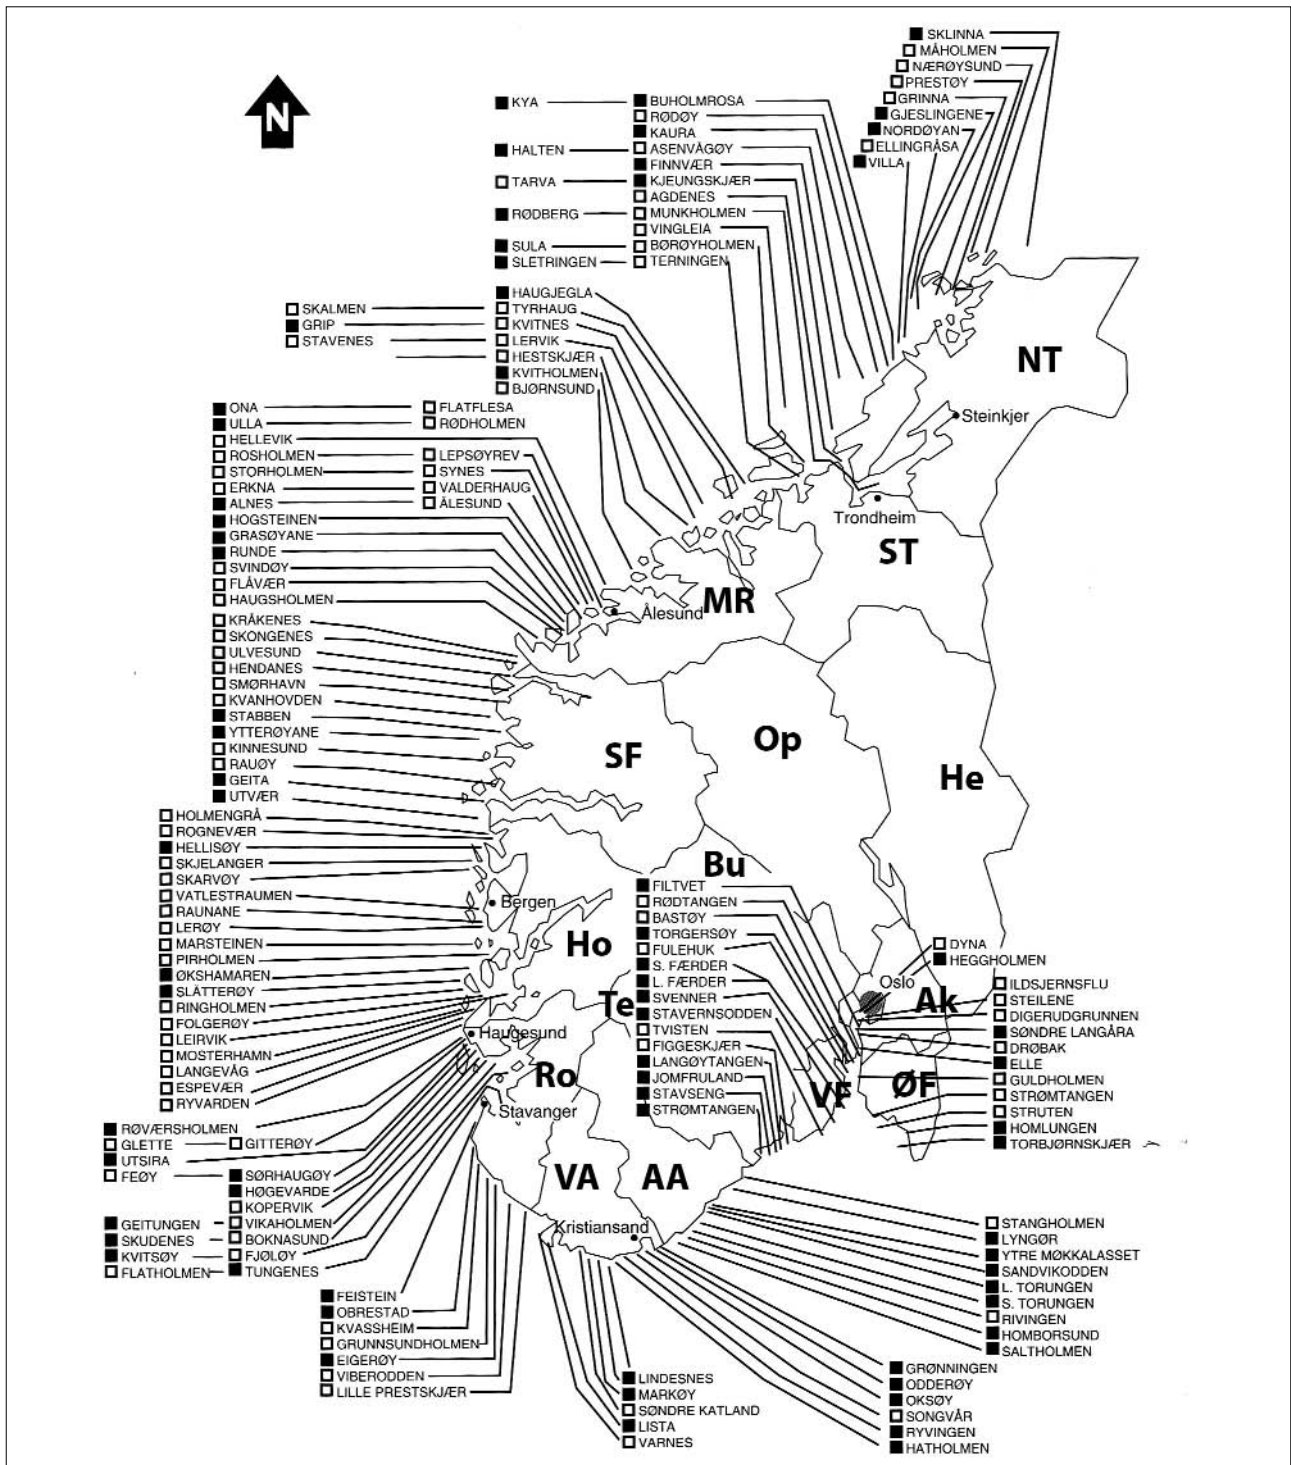 N
SKLINNA
MÅHOLMEN
NÆRØYSUND
PRESTØY
GRINNA
GJESLINGENE
NORDØYAN
ELLINGRÅSA
VILLA
KYA
BUHOLMROSA
RØDØY
KAURA
HALTEN
ASENVÅGØY
FINNVÆR
TARVA
KJEUNGSKJÆR
AGDENES
RØDBERG
MUNKHOLMEN
VINGLEIA
SULA
BØRØYHOLMEN
SLETRINGEN
TERNINGEN
HAUGJEGLA
SKALMEN
TYRHAUG
GRIP
KVITNES
STAVENES
LERVIK
HESTSKJÆR
KVITHOLMEN
BJØRNSUND
NT
Steinkjer
Trondheim
ST
MR
Ålesund
ONA
FLATFLESA
ULLA
RØDHOLMEN
HELLEVIK
ROSHOLMEN
LEPSØYREV
STORHOLMEN
SYNES
ERKNA
VALDERHAUG
ALNES
ÅLESUND
HOGSTEINEN
GRASØYANE
RUNDE
SVINDØY
FLÅVÆR
HAUGSHOLMEN
KRÅKENES
SKONGENES
ULVESUND
HENDANES
SMØRHAVN
KVANHOVDEN
STABBEN
YTTERØYANE
KINNESUND
RAUØY
GEITA
UTVÆR
SF
Op
He
HOLMENGRÅ
ROGNEVÆR
HELLISØY
SKJELANGER
SKARVØY
VATLESTRAUMEN
RAUNANE
LERØY
MARSTEINEN
PIRHOLMEN
ØKSHAMAREN
SLÅTTERØY
RINGHOLMEN
FOLGERØY
LEIRVIK
MOSTERHAMN
LANGEVÅG
ESPEVÆR
RYVARDEN
Bergen
Ho
Bu
Te
Haugesund
Ro
Stavanger
FILTVET
RØDTANGEN
BASTØY
TORGERSØY
FULEHUK
S. FÆRDER
L. FÆRDER
SVENNER
STAVERNSODDEN
TVISTEN
FIGGESKJÆR
LANGØYTANGEN
JOMFRULAND
STAVSENG
STRØMTANGEN
DYNA
HEGGHOLMEN
Oslo
Ak
ILDSJERNSFLU
STEILENE
DIGERUDGRUNNEN
SØNDRE LANGÅRA
DRØBAK
ELLE
GULDHOLMEN
STRØMTANGEN
STRUTEN
HOMLUNGEN
TORBJØRNSKJÆR
VF
ØF
RØVÆRSHOLMEN
GLETTE
GITTERØY
UTSIRA
FEØY
SØRHAUGØY
HØGEVARDE
KOPERVIK
GEITUNGEN
VIKAHOLMEN
SKUDENES
BOKNASUND
KVITSØY
FJØLØY
FLATHOLMEN
TUNGENES
VA
AA
Kristiansand
FEISTEIN
OBRESTAD
KVASSHEIM
GRUNNSUNDHOLMEN
EIGERØY
VIBERODDEN
LILLE PRESTSKJÆR
LINDESNES
MARKØY
SØNDRE KATLAND
LISTA
VARNES
STANGHOLMEN
LYNGØR
YTRE MØKKALASSET
SANDVIKODDEN
L. TORUNGEN
S. TORUNGEN
RIVINGEN
HOMBORSUND
SALTHOLMEN
GRØNNINGEN
ODDERØY
OKSØY
SONGVÅR
RYVINGEN
HATHOLMEN